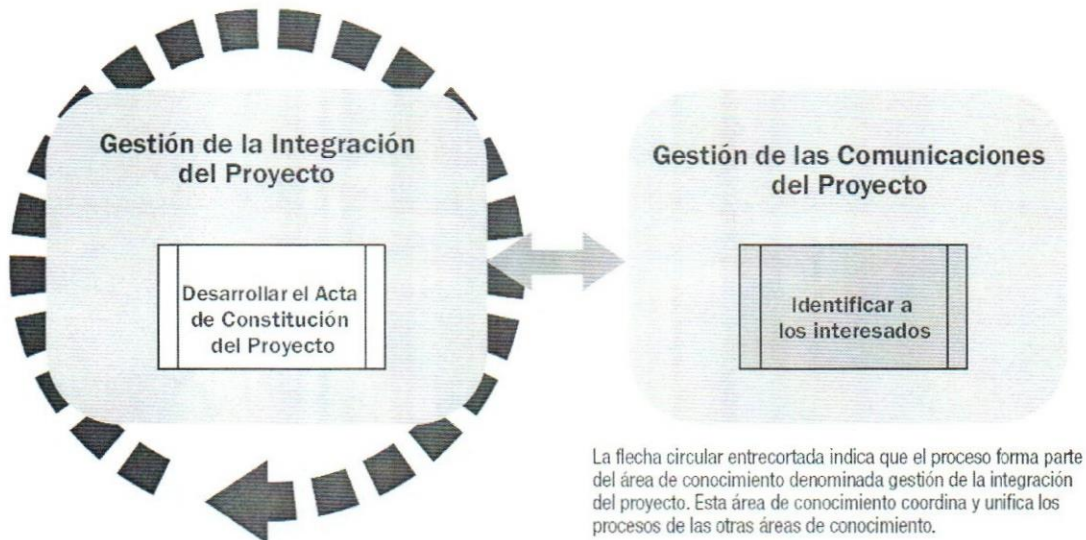 Gestión de la Integración
del Proyecto
Desarrollar el Acta
de Constitución
del Proyecto
Gestión de las Comunicaciones
del Proyecto
Identificar a
los interesados
La flecha circular entrecortada indica que el proceso forma parte
del área de conocimiento denominada gestión de la integración
del proyecto. Esta área de conocimiento coordina y unifica los
procesos de las otras áreas de conocimiento.